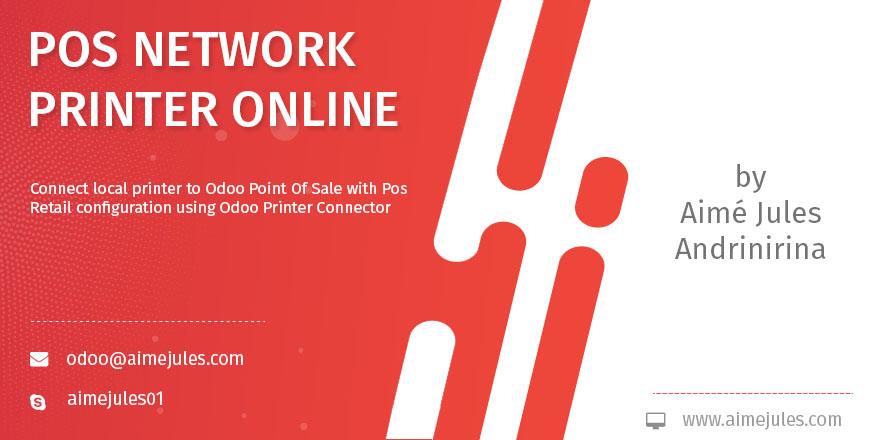 POS NETWORK
PRINTER ONLINE
Connect local printer to Odoo Point Of Sale with Pos
Retail configuration using Odoo Printer Connector
odoo@aimejules.com
aimejules01
by
Aimé Jules
Andrinirina
www.aimejules.com